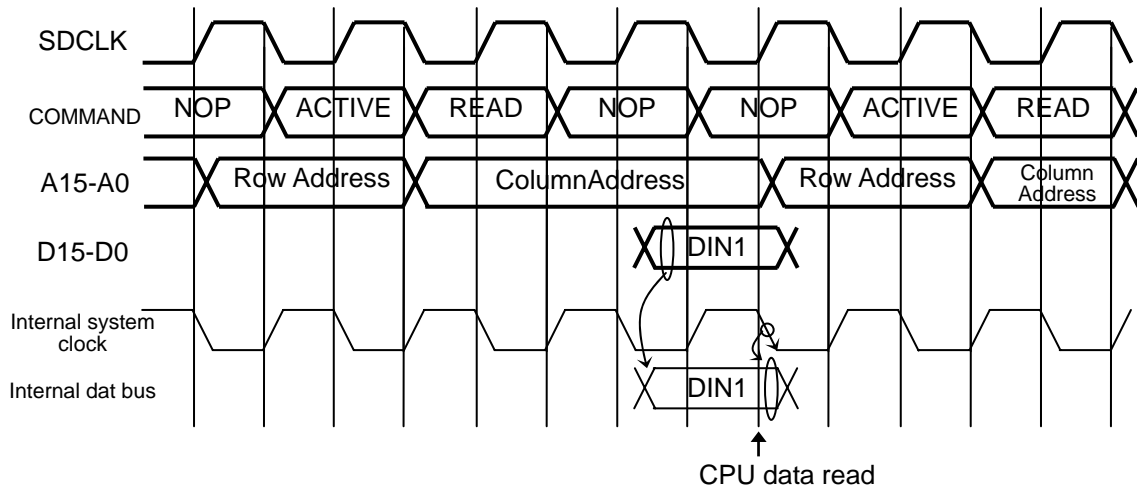 SDCLK
COMMAND NOP ACTIVE READ NOP NOP ACTIVE READ
A15-A0 Row Address ColumnAddress Row Address Column
Address
D15-D0 DIN1
Internal system
clock
Internal dat bus DIN1
CPU data read